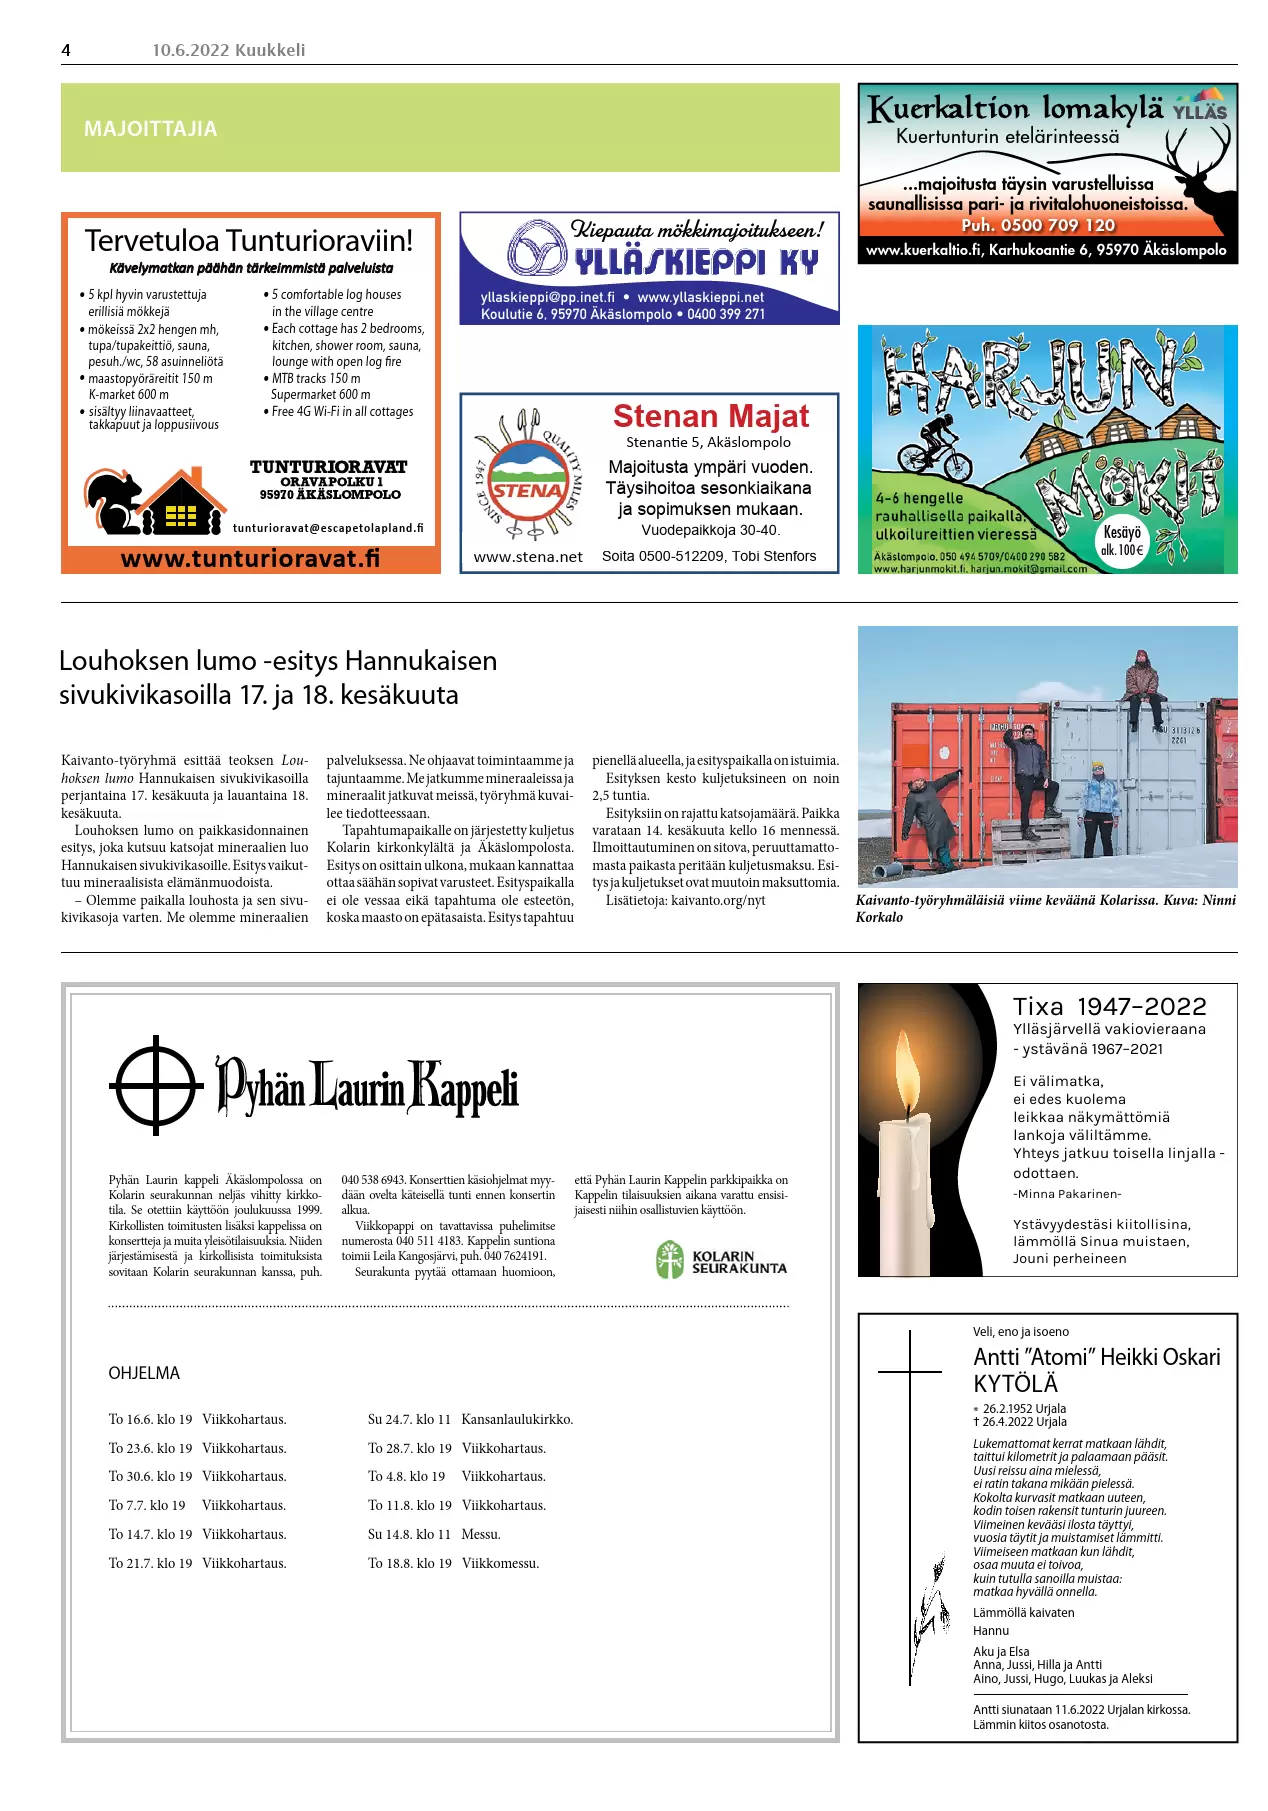 4 10.6.2022 Kuukkeli
MAJOITTAJIA
Tervetuloa Tunturioraviin!
Kävelymatkan päähän tärkeimmistä palveluista
• 5 kpl hyvin varustettuja
erillisiä mökkejä
• mökeissä 2x2 hengen mh,
tupa/tupakeittiö, sauna,
pesuh./wc, 58 asuinneliötä
• maastopyöräreitit 150 m
K-market 600 m
• sisältyy liinavaatteet,
takkapuut ja loppusiivous
• 5 comfortable log houses
in the village centre
• Each cottage has 2 bedrooms,
kitchen, shower room, sauna,
lounge with open log fire
• MTB tracks 150 m
Supermarket 600 m
• Free 4G Wi-Fi in all cottages
TUNTURIORAVAT
ORAVAPOLKU 1
95970 ÄKÄSLOMPOLO
tunturioravat@escapetolapland.fi
www.tunturioravat.fi
Kiepauta mökkimajoitukseen!
YLLÄSKIEPPI KY
yllaskieppi@pp.inet.fi • www.yllaskieppi.net
Koulutie 6, 95970 Äkäslompolo • 0400 399 271
QUALITY MILES
SINCE 1947
STENA
www.stena.net
Stenan Majat
Stenantie 5, Akäslompolo
Majoitusta ympäri vuoden.
Täysihoitoa sesonkiaikana
ja sopimuksen mukaan.
Vuodepaikkoja 30-40.
Soita 0500-512209, Tobi Stenfors
Kuerkaltion lomakylä YLLÄS
Kuertunturin etelärinteessä
...majoitusta täysin varustelluissa
saunallisissa pari- ja rivitalohuoneistoissa.
Puh. 0500 709 120
www.kuerkaltio.fi, Karhukoantie 6, 95970 Äkäslompolo
HARJUN
MÖKIT
4-6 hengelle
rauhallisella paikalla,
ulkoilureittien vieressä
Kesäyö
alk. 100 €
Äkäslompolo, 050 494 5709/0400 290 582
www.harjunmokit.fi, harjun.mokit@gmail.com
Louhoksen lumo -esitys Hannukaisen
sivukivikasoilla 17. ja 18. kesäkuuta
Kaivanto-työryhmä esittää teoksen Lou-
hoksen lumo Hannukaisen sivukivikasoilla
perjantaina 17. kesäkuuta ja lauantaina 18.
kesäkuuta.
Louhoksen lumo on paikkasidonnainen
esitys, joka kutsuu katsojat mineraalien luo
Hannukaisen sivukivikasoille. Esitys vaikut-
tuu mineraalisista elämänmuodoista.
– Olemme paikalla louhosta ja sen sivu-
kivikasoja varten. Me olemme mineraalien
palveluksessa. Ne ohjaavat toimintaamme ja
tajuntaamme. Me jatkumme mineraaleissa ja
mineraalit jatkuvat meissä, työryhmä kuvai-
lee tiedotteessaan.
Tapahtumapaikalle on järjestetty kuljetus
Kolarin kirkonkylältä ja Äkäslompolosta.
Esitys on osittain ulkona, mukaan kannattaa
ottaa säähän sopivat varusteet. Esityspaikalla
ei ole vessaa eikä tapahtuma ole esteetön,
koska maasto on epätasaista. Esitys tapahtuu
pienellä alueella, ja esityspaikalla on istuimia.
Esityksen kesto kuljetuksineen on noin
2,5 tuntia.
Esityksiin on rajattu katsojamäärä. Paikka
varataan 14. kesäkuuta kello 16 mennessä.
Ilmoittautuminen on sitova, peruuttamatto-
masta paikasta peritään kuljetusmaksu. Esi-
tys ja kuljetukset ovat muutoin maksuttomia.
Lisätietoja: kaivanto.org/nyt
Kaivanto-työryhmäläisiä viime keväänä Kolarissa. Kuva: Ninni
Korkalo
Pyhän Laurin Kappeli
Pyhän Laurin kappeli Äkäslompolossa on
Kolarin seurakunnan neljäs vihitty kirkko-
tila. Se otettiin käyttöön joulukuussa 1999.
Kirkollisten toimitusten lisäksi kappelissa on
konsertteja ja muita yleisötilaisuuksia. Niiden
järjestämisestä ja kirkollisista toimituksista
sovitaan Kolarin seurakunnan kanssa, puh.
040 538 6943. Konserttien käsiohjelmat myy-
dään ovelta käteisellä tunti ennen konsertin
alkua.
Viikkopappi on tavattavissa puhelimitse
numerosta 040 511 4183. Kappelin suntiona
toimii Leila Kangosjärvi, puh. 040 7624191.
Seurakunta pyytää ottamaan huomioon,
että Pyhän Laurin Kappelin parkkipaikka on
Kappelin tilaisuuksien aikana varattu ensisi-
jaisesti niihin osallistuvien käyttöön.
KOLARIN
SEURAKUNTA
OHJELMA
To 16.6. klo 19 Viikkohartaus.
To 23.6. klo 19 Viikkohartaus.
To 30.6. klo 19 Viikkohartaus.
To 7.7. klo 19 Viikkohartaus.
To 14.7. klo 19 Viikkohartaus.
To 21.7. klo 19 Viikkohartaus.
Su 24.7. klo 11 Kansanlaulukirkko.
To 28.7. klo 19 Viikkohartaus.
To 4.8. klo 19 Viikkohartaus.
To 11.8. klo 19 Viikkohartaus.
Su 14.8. klo 11 Messu.
To 18.8. klo 19 Viikkomessu.
Tixa 1947–2022
Ylläsjärvellä vakiovieraana
- ystävänä 1967–2021
Ei välimatka,
ei edes kuolema
leikkaa näkymättömiä
lankoja väliltämme.
Yhteys jatkuu toisella linjalla -
odottaen.
-Minna Pakarinen-
Ystävyydestäsi kiitollisina,
lämmöllä Sinua muistaen,
Jouni perheineen
Veli, eno ja isoeno
Antti ”Atomi” Heikki Oskari
KYTÖLÄ
* 26.2.1952 Urjala
† 26.4.2022 Urjala
Lukemattomat kerrat matkaan lähdit,
taittui kilometrit ja palaamaan pääsit.
Uusi reissu aina mielessä,
ei ratin takana mikään pielessä.
Kokolta kurvasit matkaan uuteen,
kodin toisen rakensit tunturin juureen.
Viimeinen kevääsi ilosta täyttyi,
vuosia täytit ja muistamiset lämmitti.
Viimeiseen matkaan kun lähdit,
osaa muuta ei toivoa,
kuin tutulla sanoilla muistaa:
matkaa hyvällä onnella.
Lämmöllä kaivaten
Hannu
Aku ja Elsa
Anna, Jussi, Hilla ja Antti
Aino, Jussi, Hugo, Luukas ja Aleksi
Antti siunataan 11.6.2022 Urjalan kirkossa.
Lämmin kiitos osanotosta.